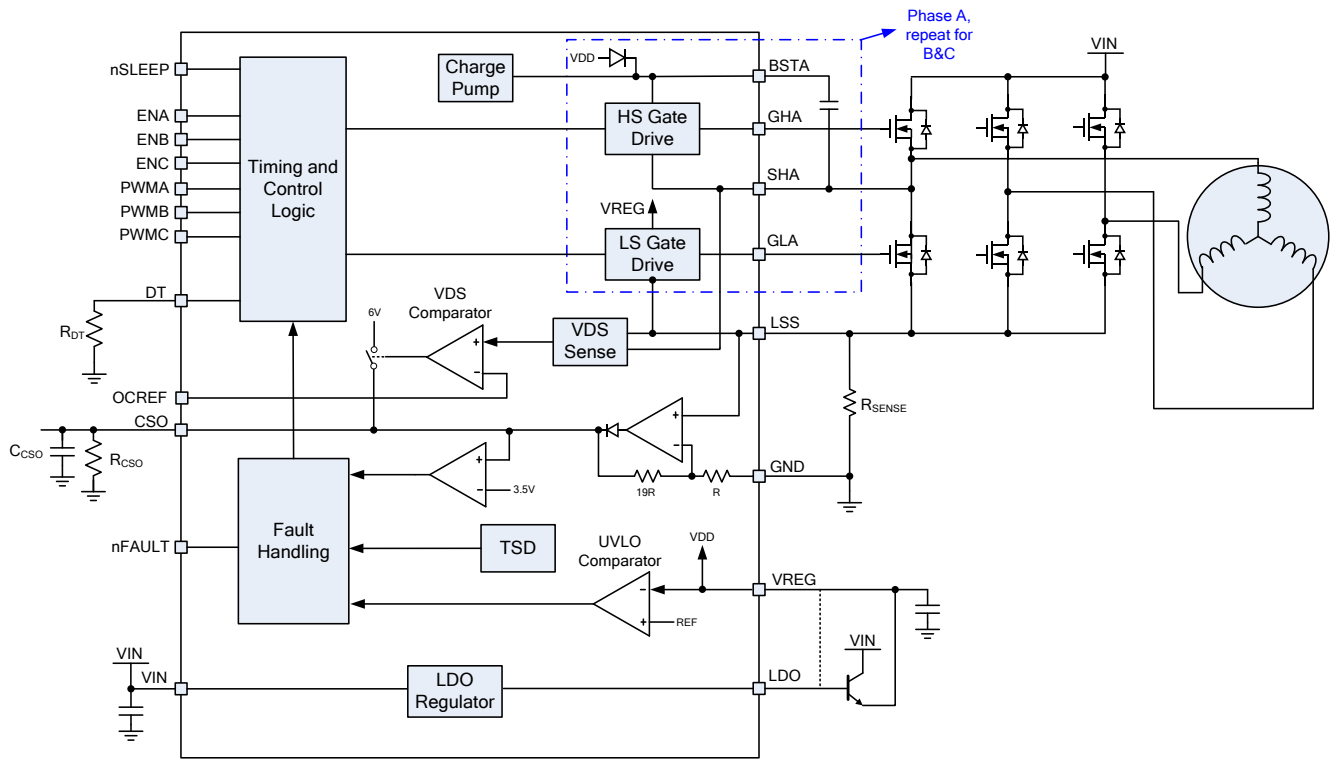 Phase A,
repeat for
B&C
VIN
nSLEEP
ENA
ENB
ENC
PWMA
PWMB
PWMC
DT
RDT
OCREF
CSO
CCSO
RCSO
nFAULT
VIN
VIN
Timing and
Control
Logic
Charge
Pump
VDD
HS Gate
Drive
VREG
LS Gate
Drive
BSTA
GHA
SHA
GLA
LSS
VDS
Comparator
6V
+
−
VDS
Sense
RSENSE
+
−
19R
R
GND
+
−
3.5V
Fault
Handling
TSD
UVLO
Comparator
VDD
−
+
REF
VREG
VIN
LDO
LDO
Regulator